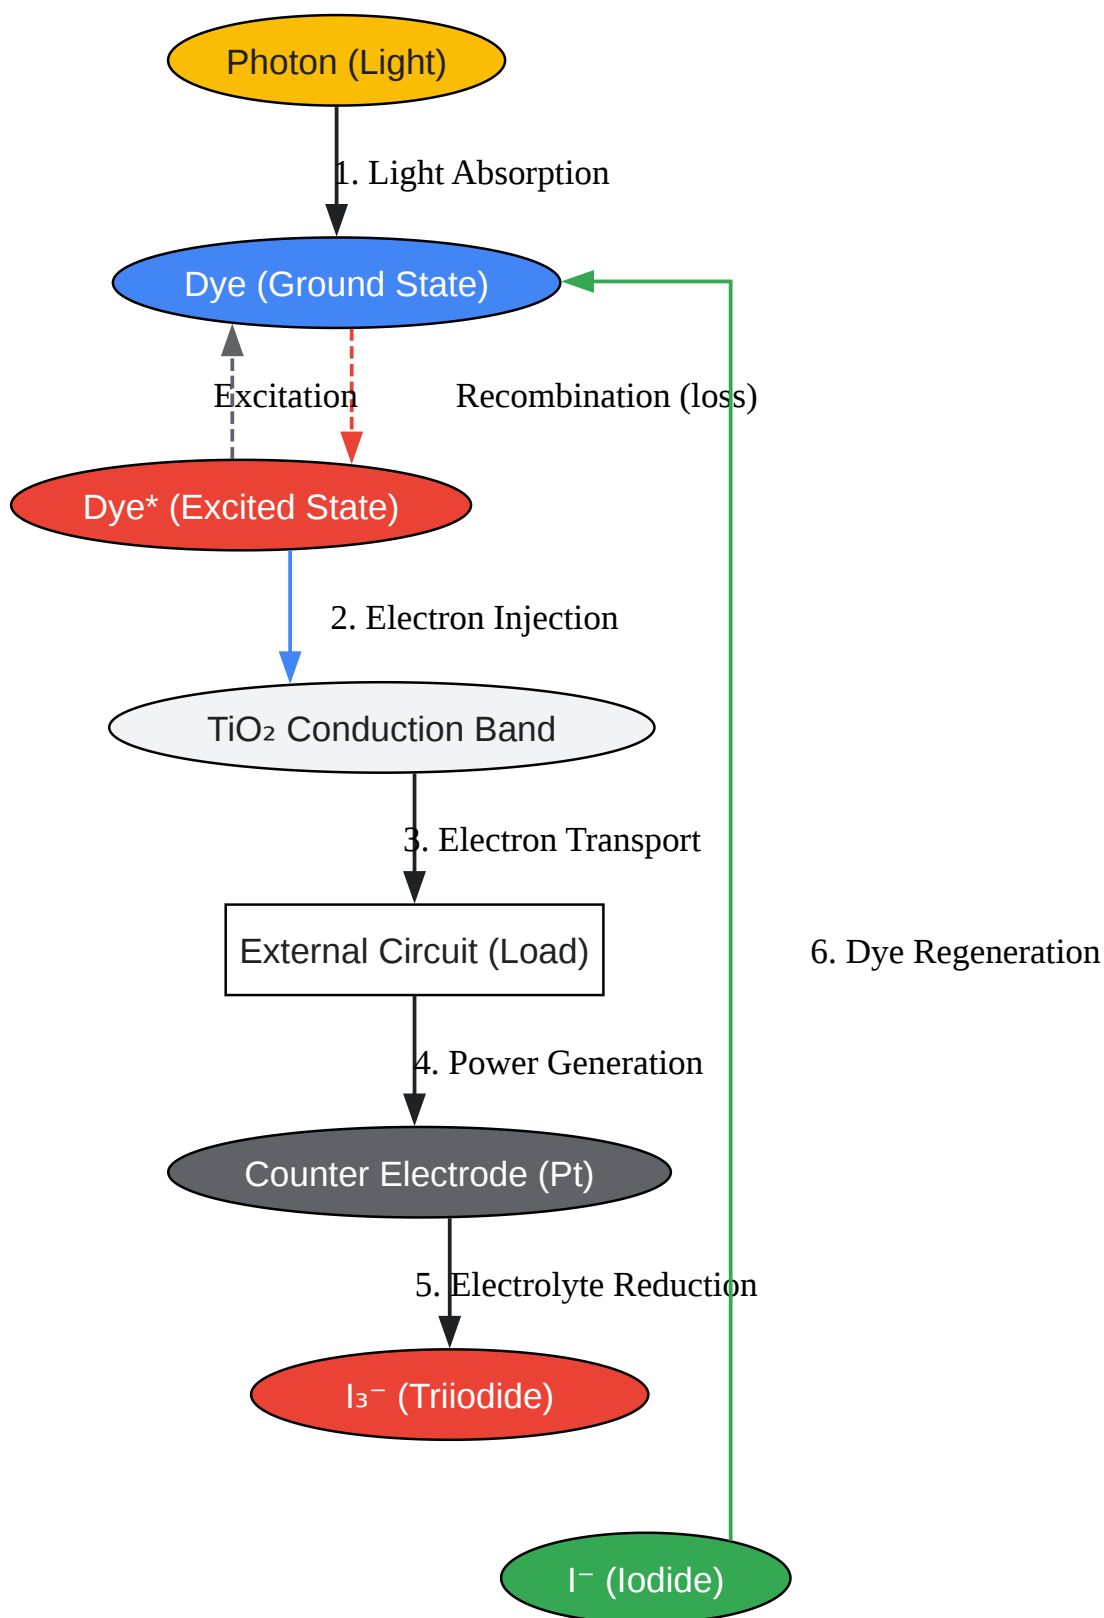 Photon (Light)
1. Light Absorption
Dye (Ground State)
Excitation
Recombination (loss)
Dye* (Excited State)
2. Electron Injection
TiO₂ Conduction Band
3. Electron Transport
External Circuit (Load)
6. Dye Regeneration
4. Power Generation
Counter Electrode (Pt)
5. Electrolyte Reduction
I₃⁻ (Triiodide)
I⁻ (Iodide)